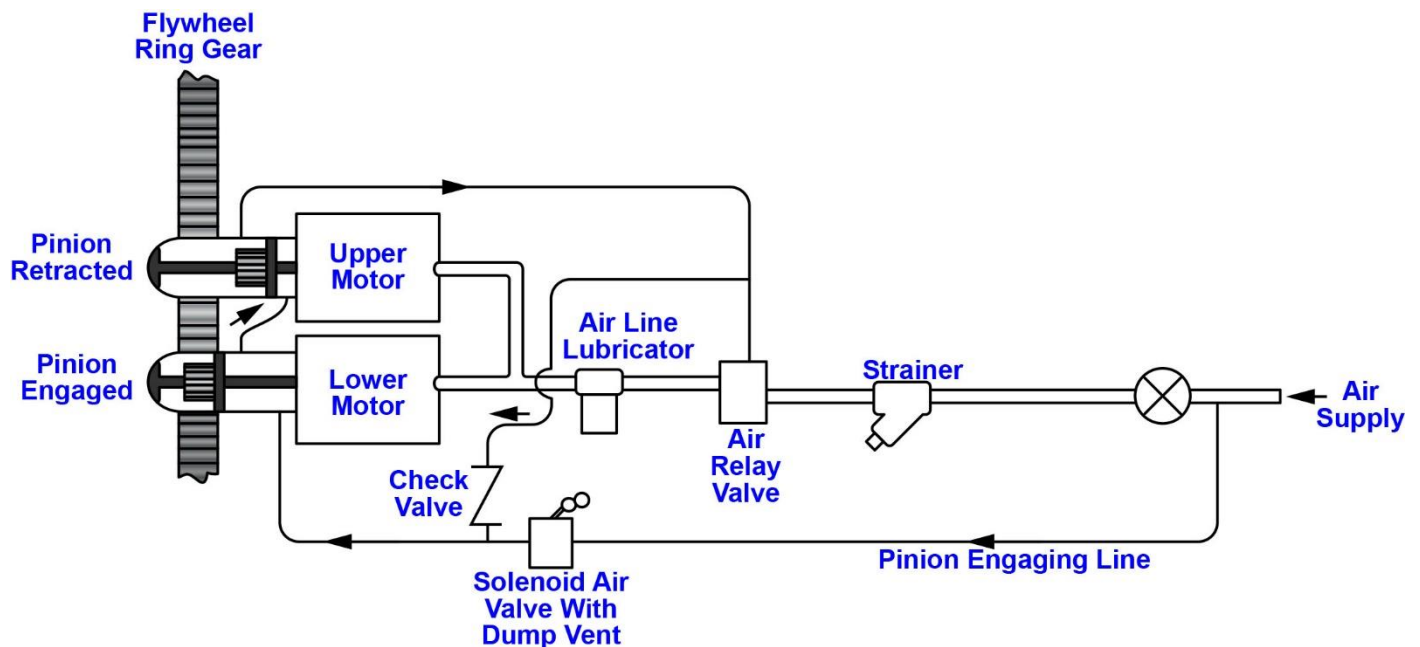 Flywheel
Ring Gear
Pinion
Retracted
Upper
Motor
Air Line
Lubricator
Pinion
Engaged
Lower
Motor
Strainer
Air
Supply
Air
Relay
Valve
Check
Valve
Pinion Engaging Line
Solenoid Air
Valve With
Dump Vent